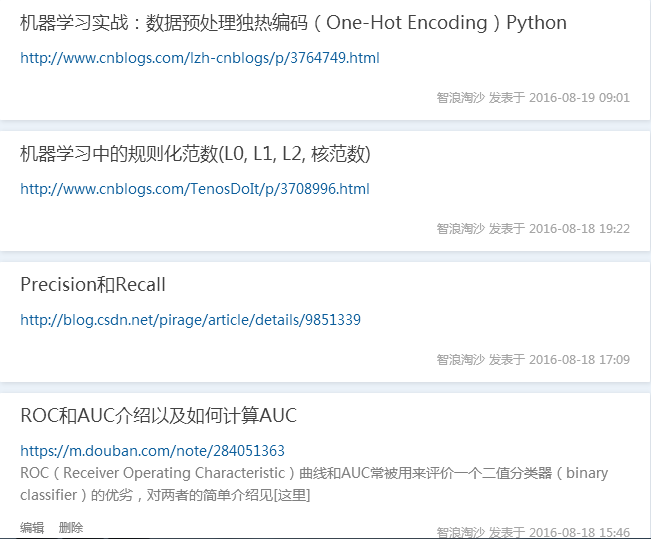 机器学习实战：数据预处理独热编码（One-Hot Encoding）Python
http://www.cnblogs.com/lzh-cnblogs/p/3764749.html
智浪淘沙 发表于 2016-08-19 09:01
机器学习中的规则化范数(L0, L1, L2, 核范数)
http://www.cnblogs.com/TenosDoIt/p/3708996.html
智浪淘沙 发表于 2016-08-18 19:22
Precision和Recall
http://blog.csdn.net/pirage/article/details/9851339
智浪淘沙 发表于 2016-08-18 17:09
ROC和AUC介绍以及如何计算AUC
https://m.douban.com/note/284051363
ROC（Receiver Operating Characteristic）曲线和AUC常被用来评价一个二值分类器（binary
classifier）的优劣，对两者的简单介绍见[这里]
编辑 删除
智浪淘沙 发表于 2016-08-18 15:46